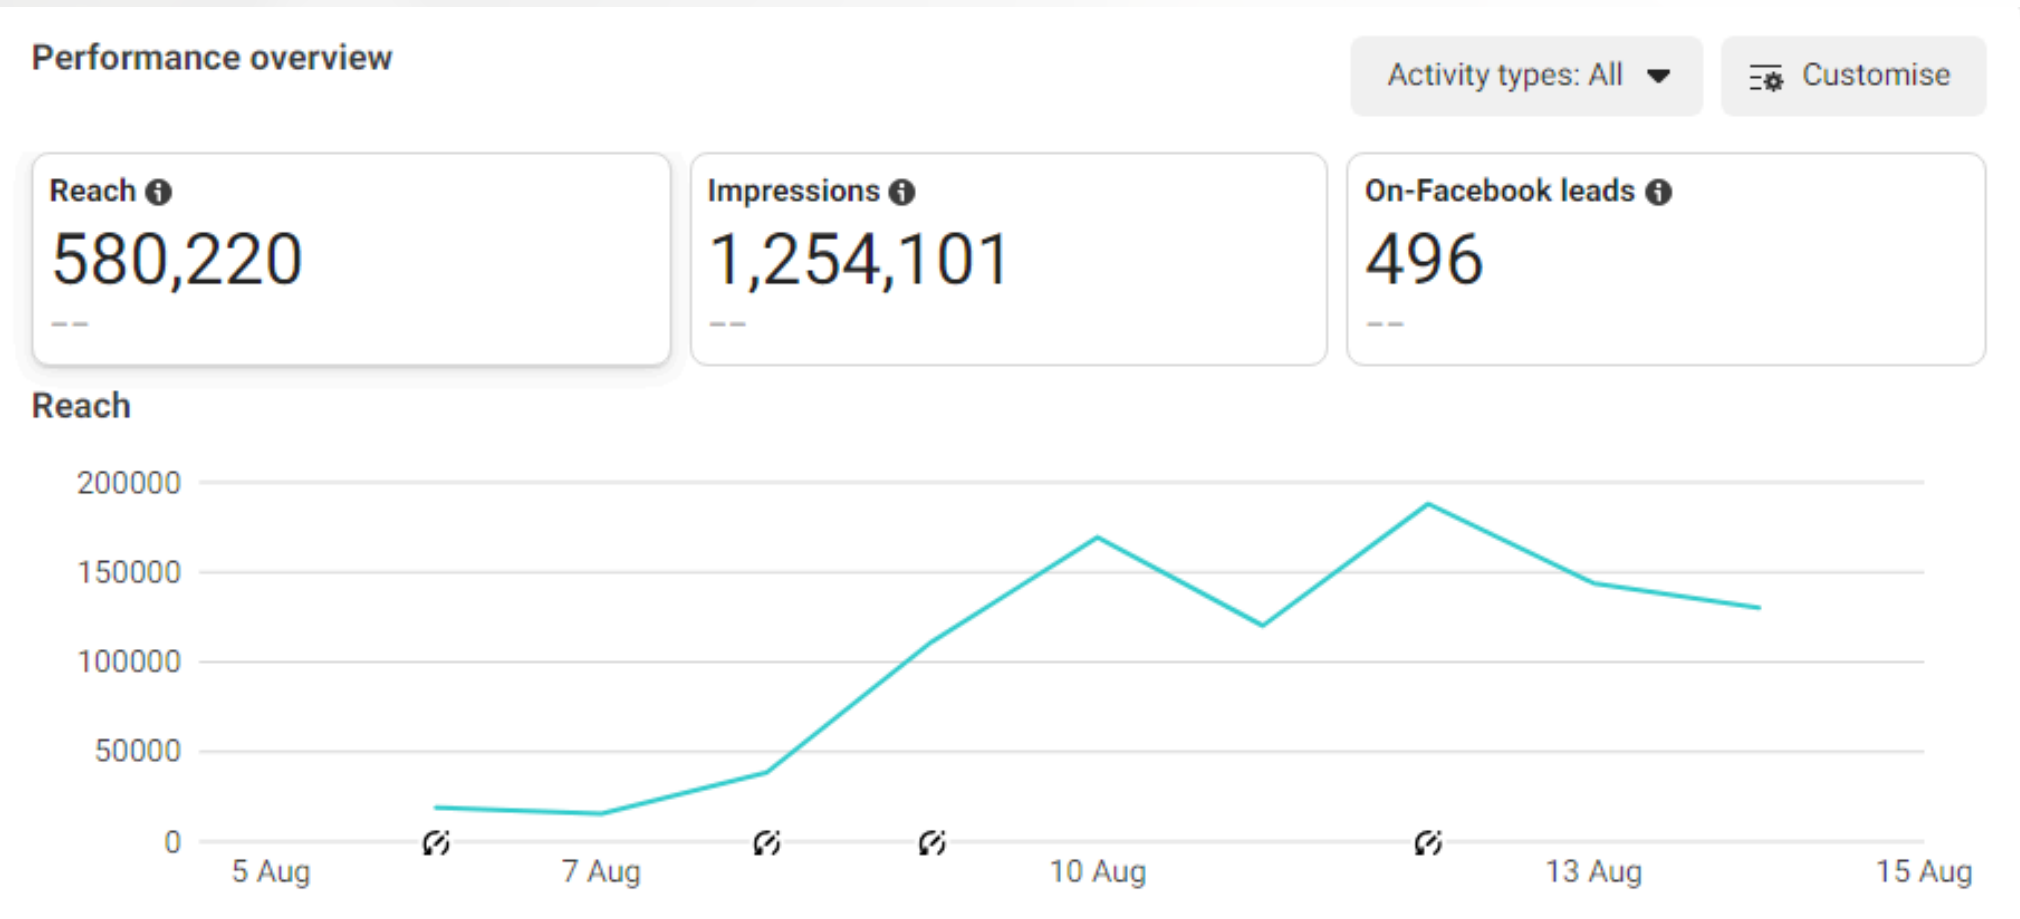 Performance overview
Activity types: All
Customise
Reach
580,220
--
Impressions
1,254,101
--
On-Facebook leads
496
--
Reach
200000
150000
100000
50000
0
5 Aug
7 Aug
10 Aug
13 Aug
15 Aug